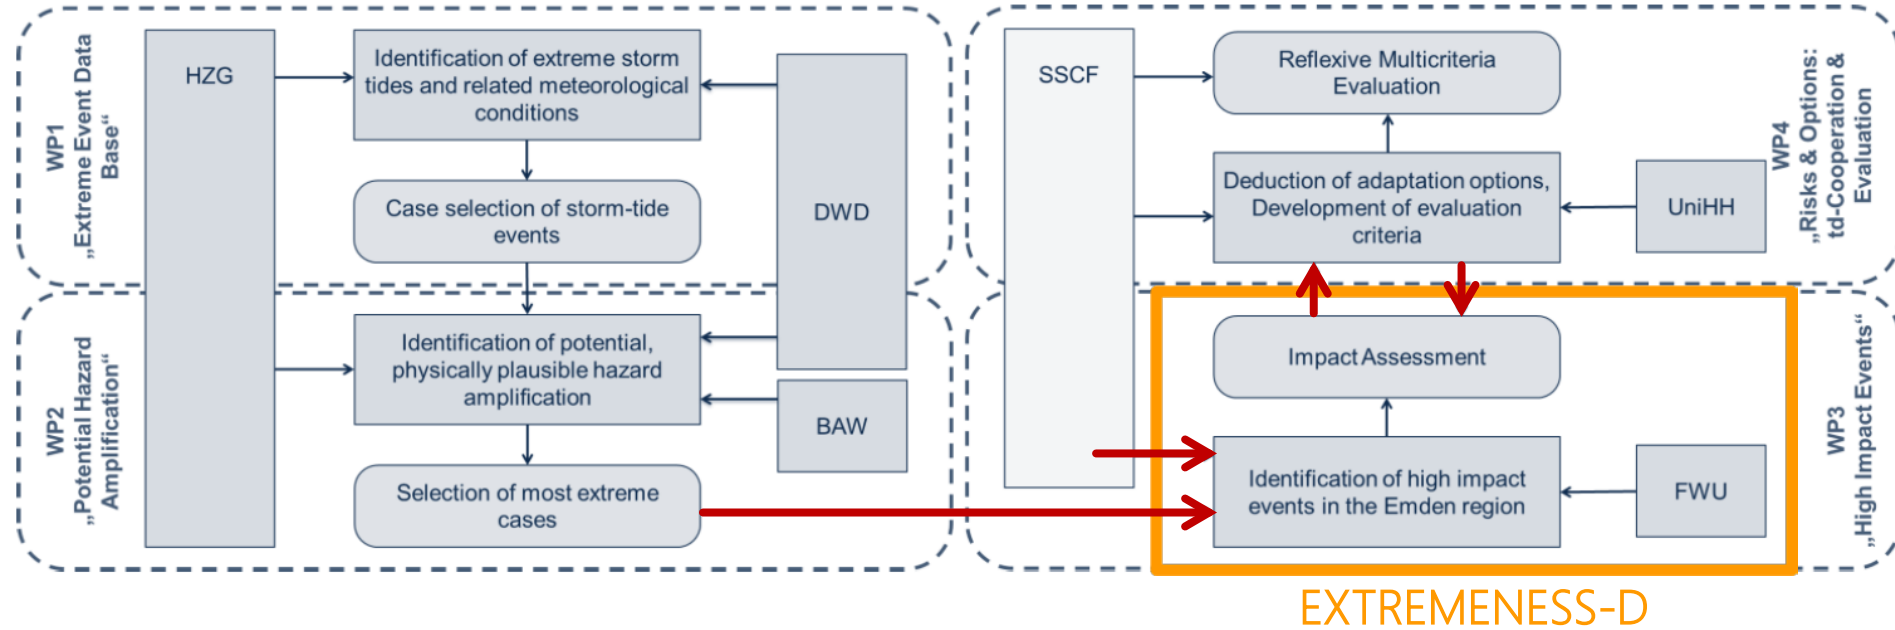 WP1
„Extreme Event Data
Base“
HZG
Identification of extreme storm
tides and related meteorological
conditions
Case selection of storm-tide
events
DWD
WP2
„Potential Hazard
Amplification“
Identification of potential,
physically plausible hazard
amplification
BAW
Selection of most extreme
cases
SSCF
Reflexive Multicriteria
Evaluation
Deduction of adaptation options,
Development of evaluation
criteria
UniHH
WP4
„Risks & Options:
td-Cooperation &
Evaluation
Impact Assessment
Identification of high impact
events in the Emden region
FWU
WP3
„High Impact Events“
EXTREMENESS-D